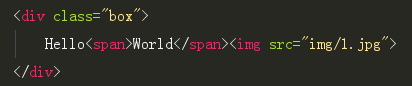 <div class="box">
Hello<span>World</span><img src="img/1.jpg">
</div>